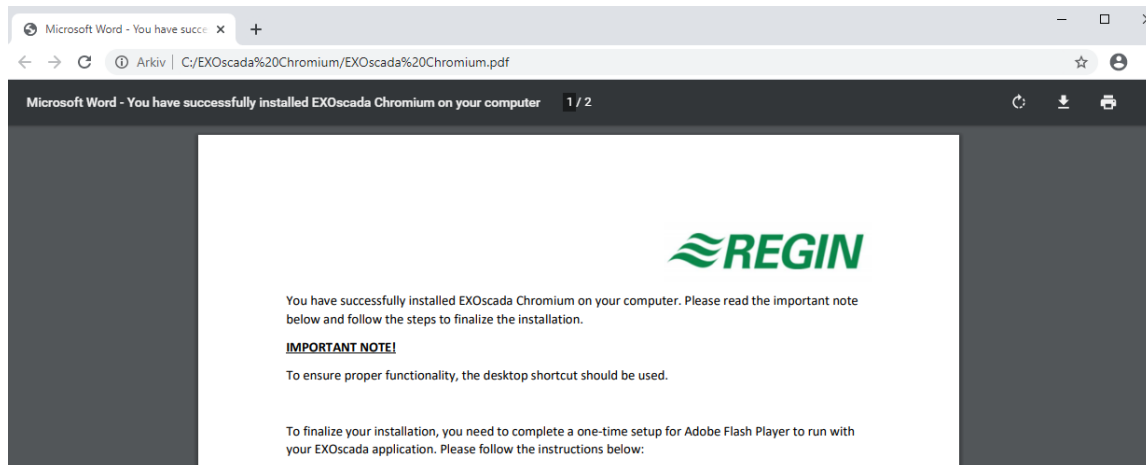 Microsoft Word - You have succe
Arkiv | C:/EXOscada%20Chromium/EXOscada%20Chromium.pdf
Microsoft Word - You have successfully installed EXOscada Chromium on your computer 1 / 2
REGIN
You have successfully installed EXOscada Chromium on your computer. Please read the important note
below and follow the steps to finalize the installation.
IMPORTANT NOTE!
To ensure proper functionality, the desktop shortcut should be used.
To finalize your installation, you need to complete a one-time setup for Adobe Flash Player to run with
your EXOscada application. Please follow the instructions below: